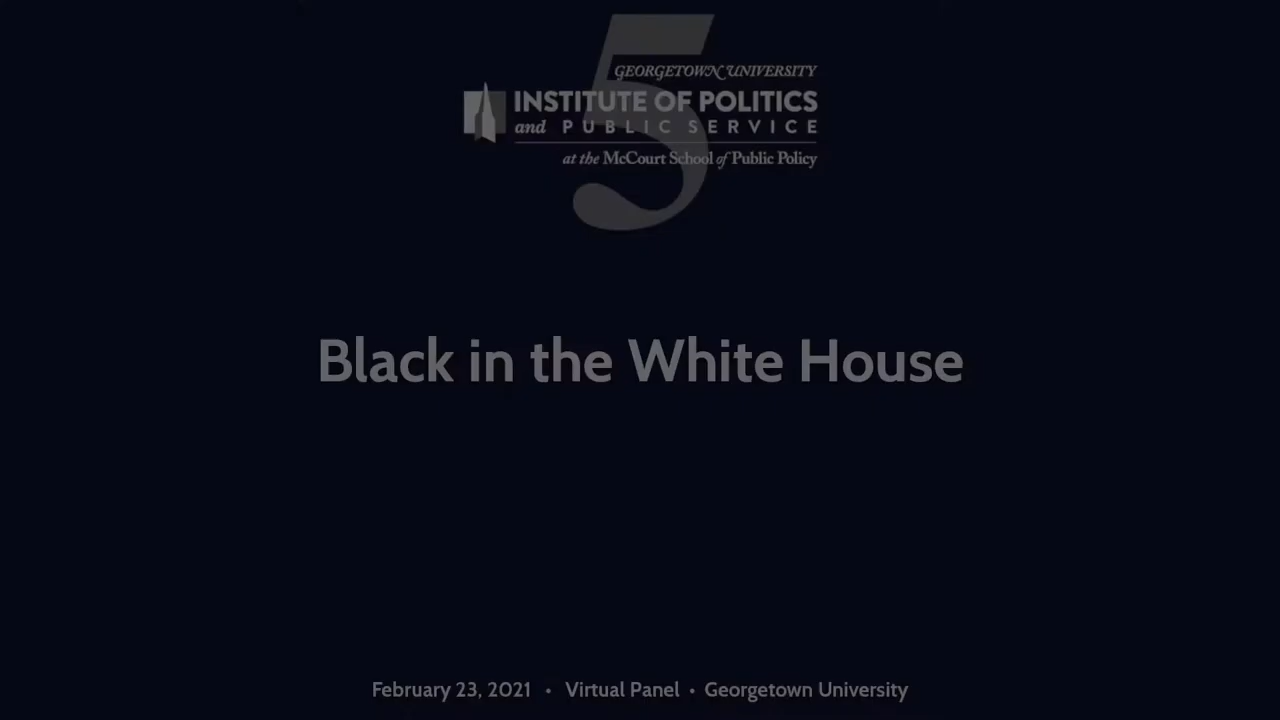 5
GEORGETOWN UNIVERSITY
INSTITUTE OF POLITICS
and PUBLIC SERVICE
at the McCourt School of Public Policy
Black in the White House
February 23, 2021 • Virtual Panel • Georgetown University